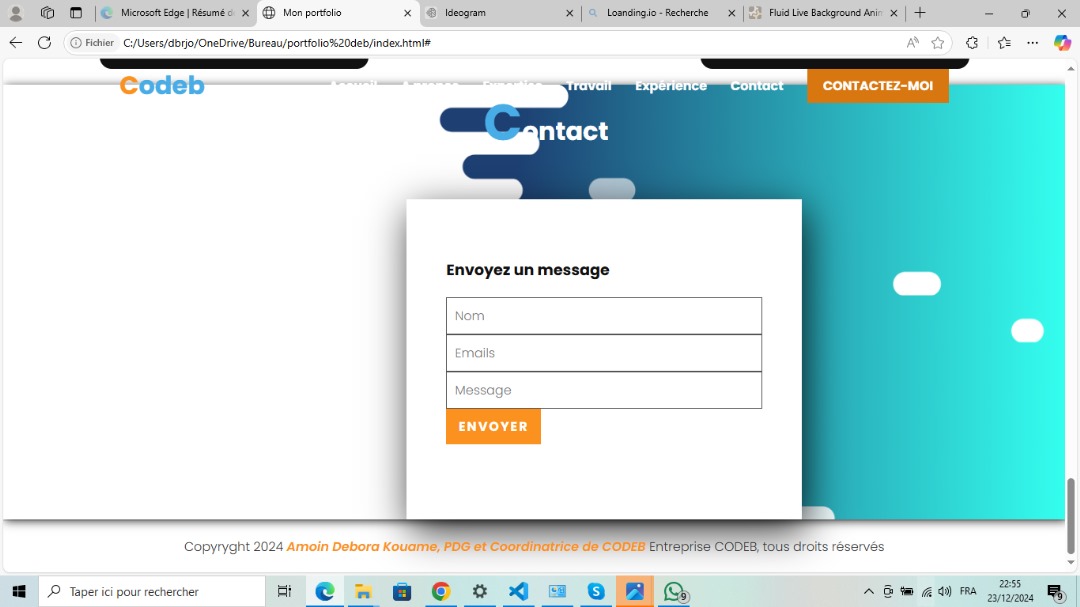 Microsoft Edge | Résumé d
Mon portfolio
Ideogram
Loanding.io - Recherche
Fluid Live Background Anim
Fichier C:/Users/dbrjo/OneDrive/Bureau/portfolio%20deb/index.html#
Codeb
Accueil A propos Expertise Travail Expérience Contact CONTACTEZ-MOI
Contact
Envoyez un message
Nom
Emails
Message
ENVOYER
Copyryght 2024 Amoin Debora Kouame, PDG et Coordinatrice de CODEB Entreprise CODEB, tous droits réservés
Taper ici pour rechercher
9
FRA
22:55
23/12/2024
9